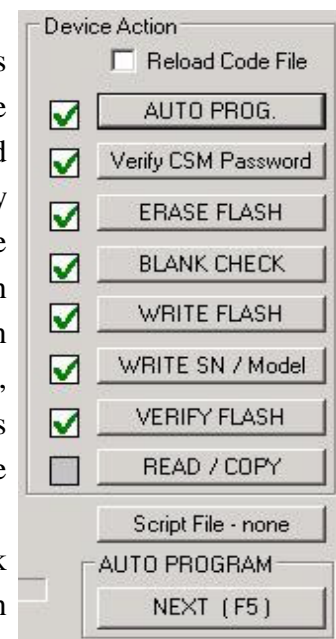 Device Action
Reload Code File
AUTO PROG.
Verify CSM Password
ERASE FLASH
BLANK CHECK
WRITE FLASH
WRITE SN / Model
VERIFY FLASH
READ / COPY
Script File - none
AUTO PROGRAM
NEXT ( F5 )